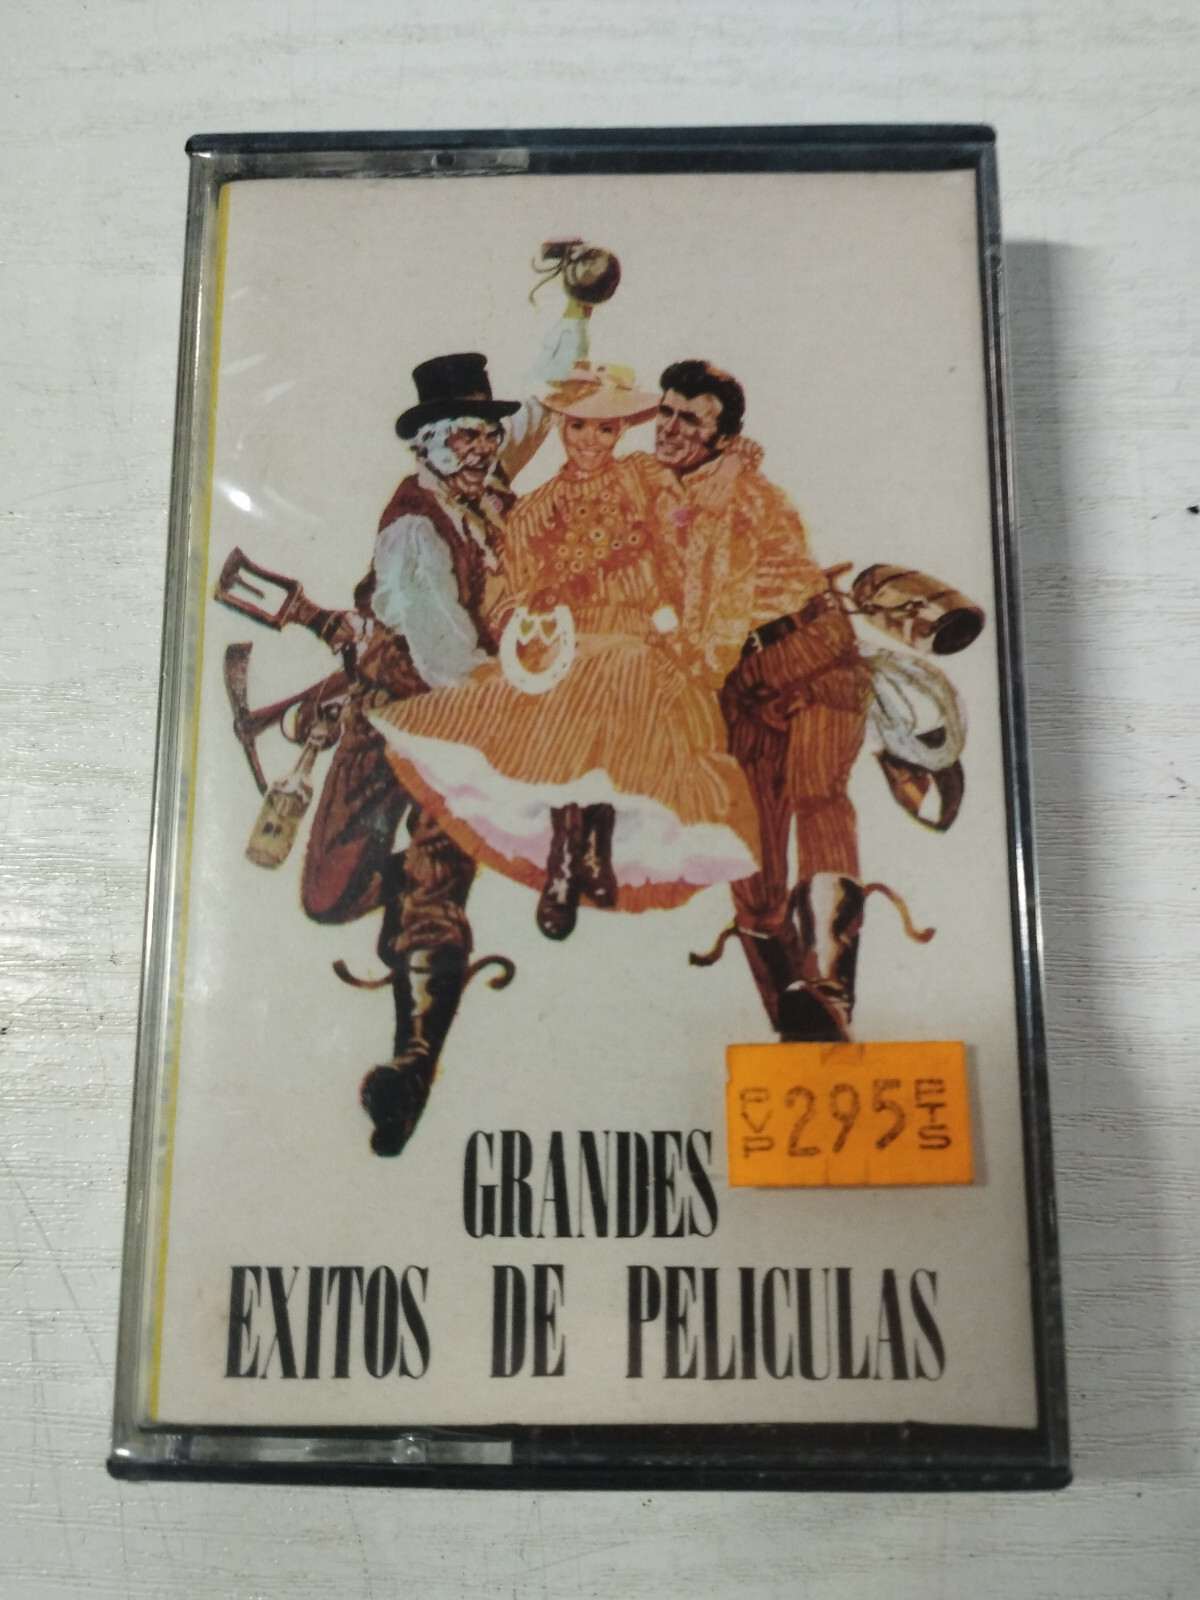 PVP 295 PTS
GRANDES
EXITOS DE PELICULAS